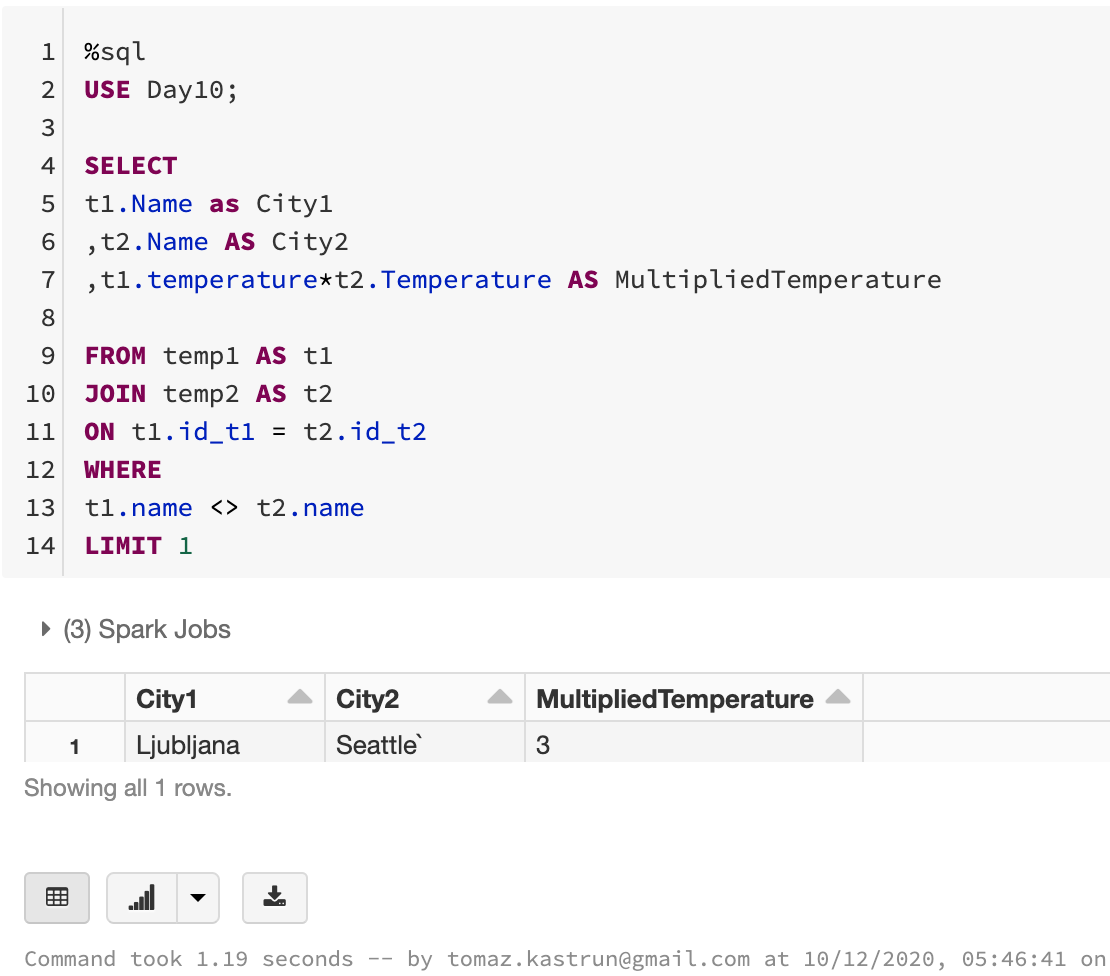 1 %sql
2 USE Day10;
3
4 SELECT
5 t1.Name as City1
6 ,t2.Name AS City2
7 ,t1.temperature*t2.Temperature AS MultipliedTemperature
8
9 FROM temp1 AS t1
10 JOIN temp2 AS t2
11 ON t1.id_t1 = t2.id_t2
12 WHERE
13 t1.name <> t2.name
14 LIMIT 1
(3) Spark Jobs
City1 City2 MultipliedTemperature
1 Ljubljana Seattle` 3
Showing all 1 rows.
Command took 1.19 seconds -- by tomaz.kastrun@gmail.com at 10/12/2020, 05:46:41 on